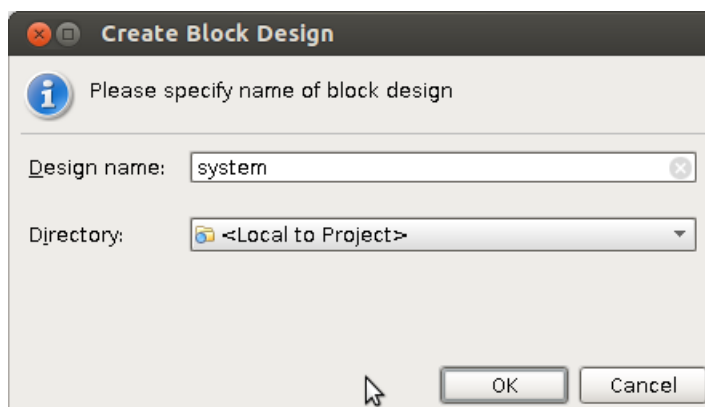 Create Block Design
Please specify name of block design
Design name: system
Directory: <Local to Project>
OK Cancel